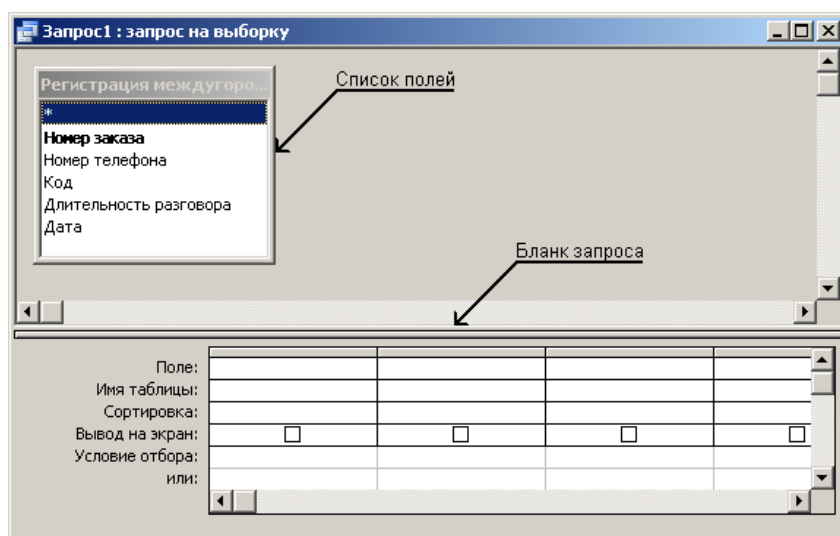 Запрос1 : запрос на выборку
Регистрация междугоро...
Список полей
*
Номер заказа
Номер телефона
Код
Длительность разговора
Дата
Бланк запроса
Поле:
Имя таблицы:
Сортировка:
Вывод на экран:
Условие отбора:
или: